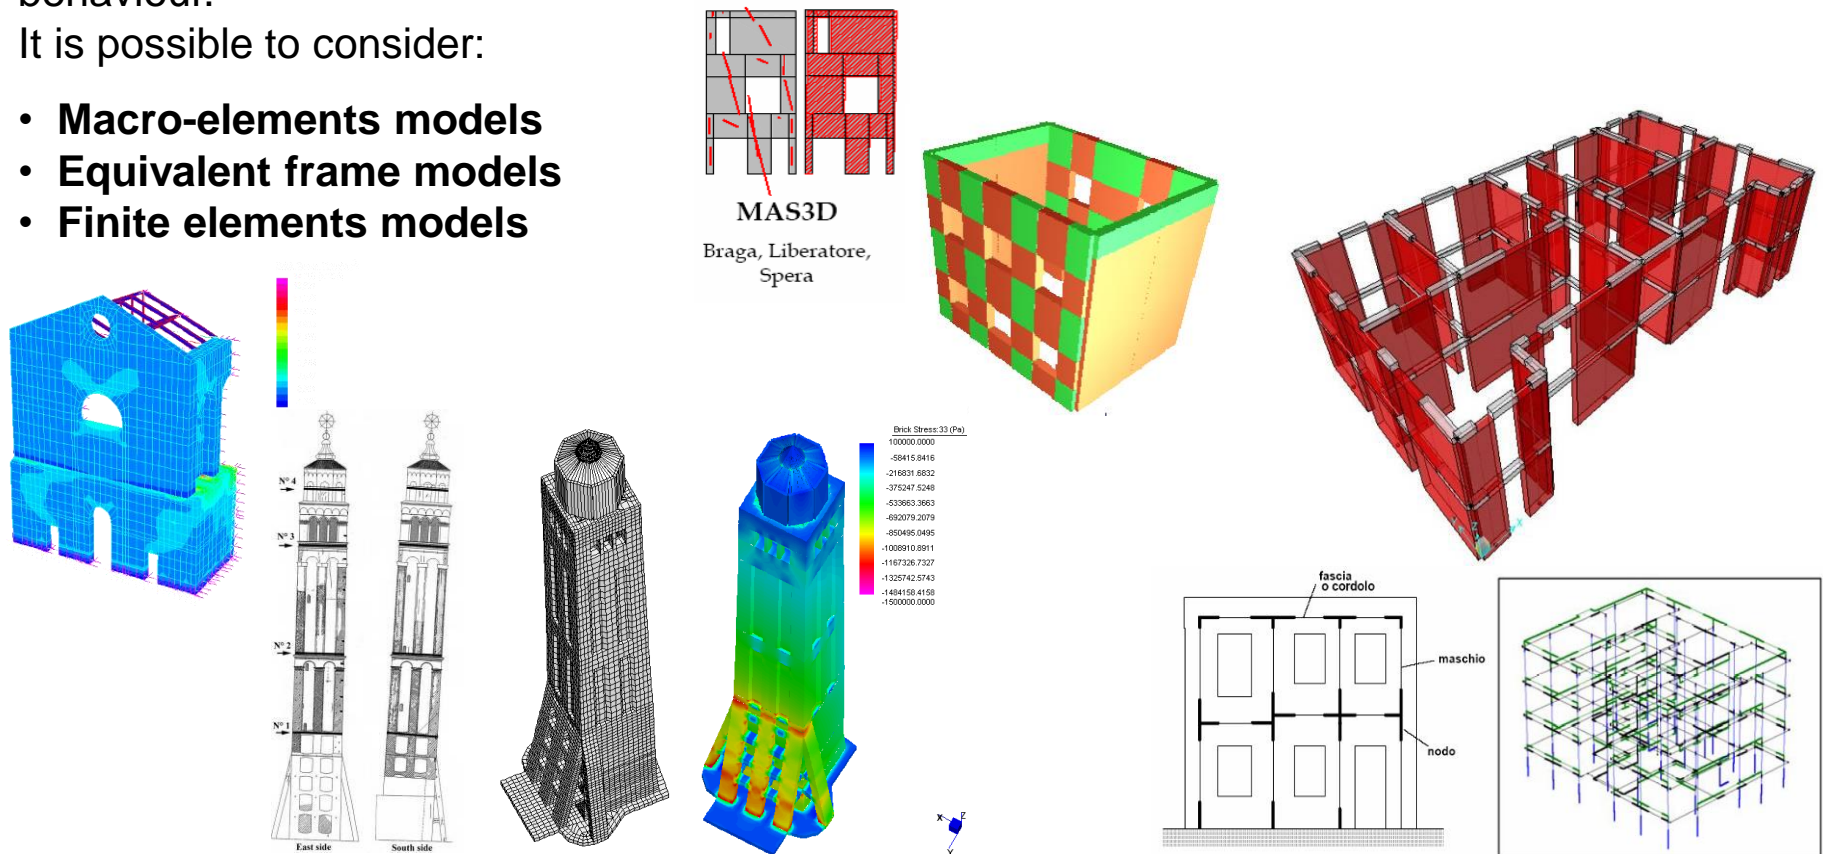 behaviour.
It is possible to consider:
• Macro-elements models
• Equivalent frame models
• Finite elements models
MAS3D
Braga, Liberatore,
Spera
N° 4
N° 3
N° 2
N° 1
East side
South side
Brick Stress:33 (Pa)
100000.0000
-58415.8416
-216831.6832
-375247.5248
-533663.3663
-692079.2079
-850495.0495
-1008910.8911
-1167326.7327
-1325742.5743
-1484158.4158
-1500000.0000
X
Z
Y
fascia
o cordolo
maschio
nodo
Z